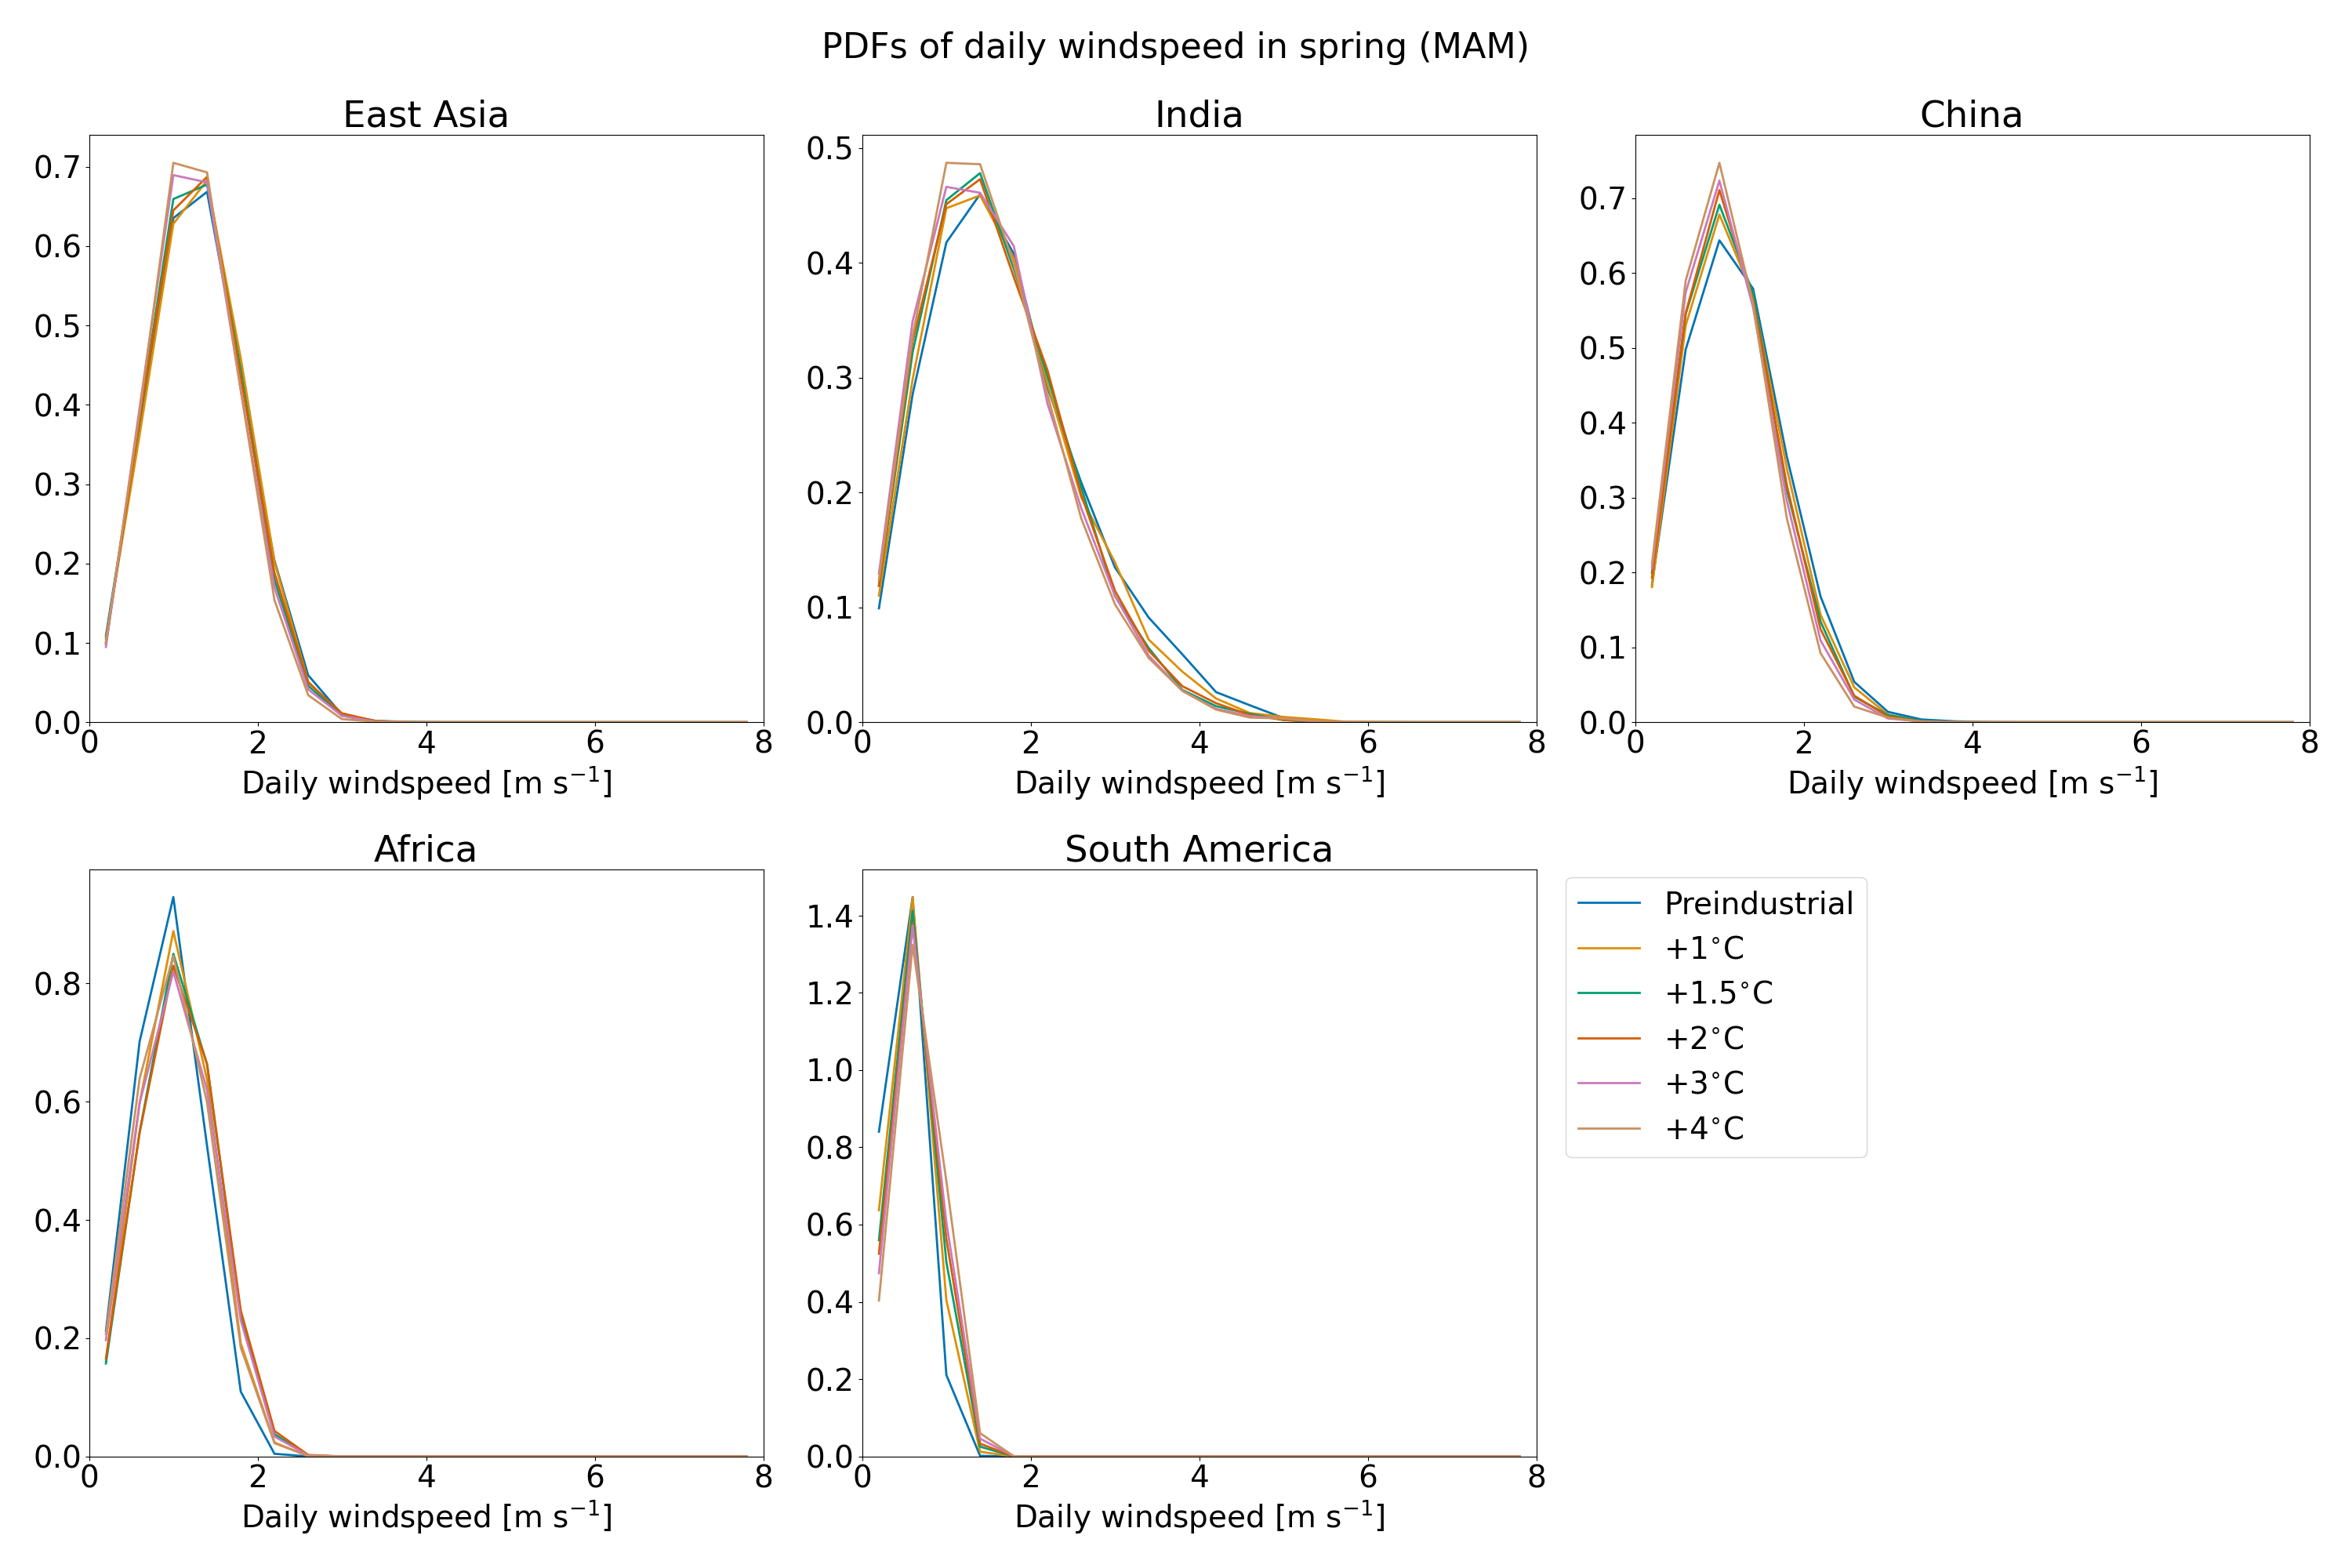 PDFs of daily windspeed in spring (MAM)
East Asia
0.7
0.6
0.5
0.4
0.3
0.2
0.1
0.0
0 2 4 6 8
Daily windspeed [m s⁻¹]
India
0.5
0.4
0.3
0.2
0.1
0.0
0 2 4 6 8
Daily windspeed [m s⁻¹]
China
0.7
0.6
0.5
0.4
0.3
0.2
0.1
0.0
0 2 4 6 8
Daily windspeed [m s⁻¹]
Africa
0.8
0.6
0.4
0.2
0.0
0 2 4 6 8
Daily windspeed [m s⁻¹]
South America
1.4
1.2
1.0
0.8
0.6
0.4
0.2
0.0
0 2 4 6 8
Daily windspeed [m s⁻¹]
Preindustrial
+1°C
+1.5°C
+2°C
+3°C
+4°C